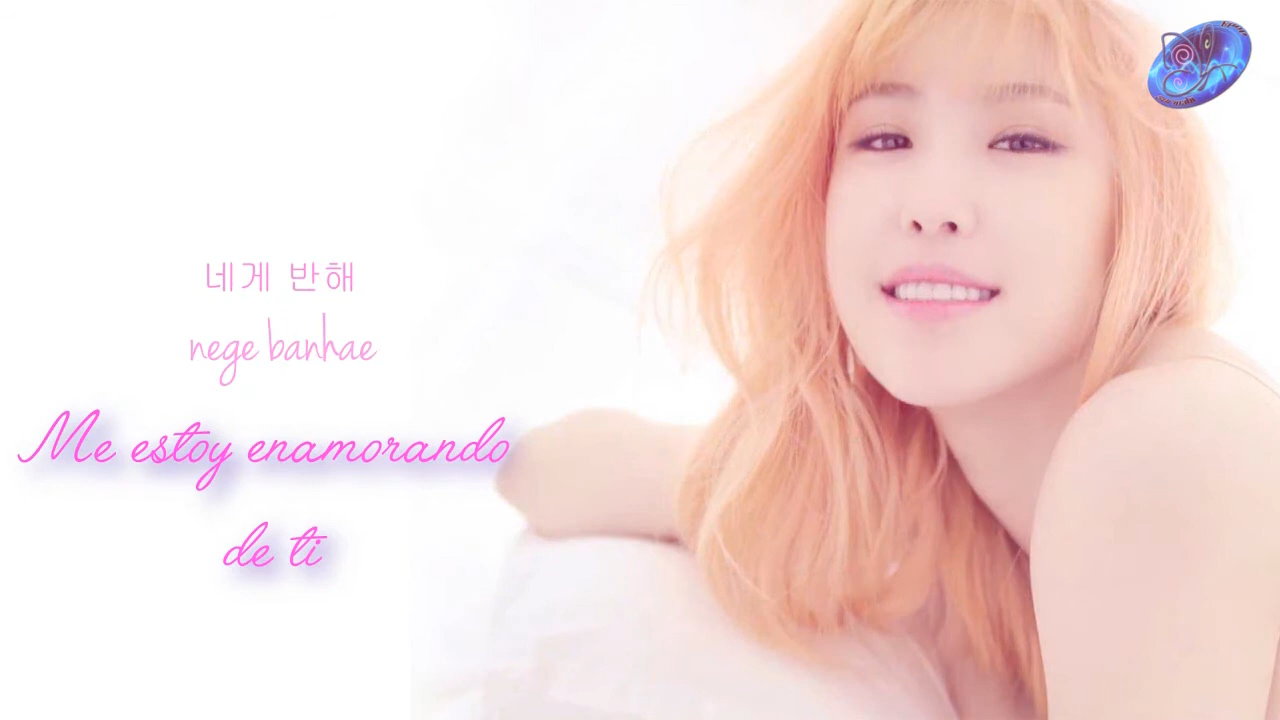 네게 반해
nege banhae
Me estoy enamorando
de ti